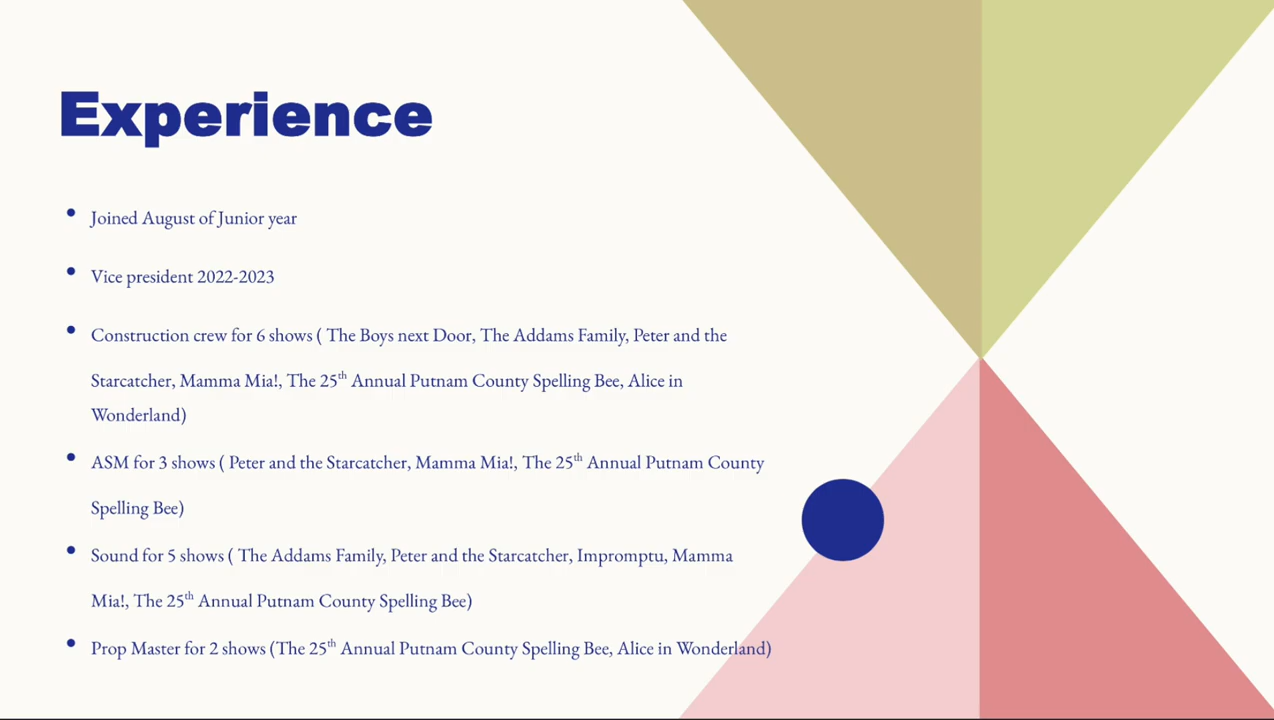 Experience
• Joined August of Junior year
• Vice president 2022-2023
• Construction crew for 6 shows ( The Boys next Door, The Addams Family, Peter and the
Starcatcher, Mamma Mia!, The 25th Annual Putnam County Spelling Bee, Alice in
Wonderland)
• ASM for 3 shows ( Peter and the Starcatcher, Mamma Mia!, The 25th Annual Putnam County
Spelling Bee)
• Sound for 5 shows ( The Addams Family, Peter and the Starcatcher, Impromptu, Mamma
Mia!, The 25th Annual Putnam County Spelling Bee)
• Prop Master for 2 shows (The 25th Annual Putnam County Spelling Bee, Alice in Wonderland)